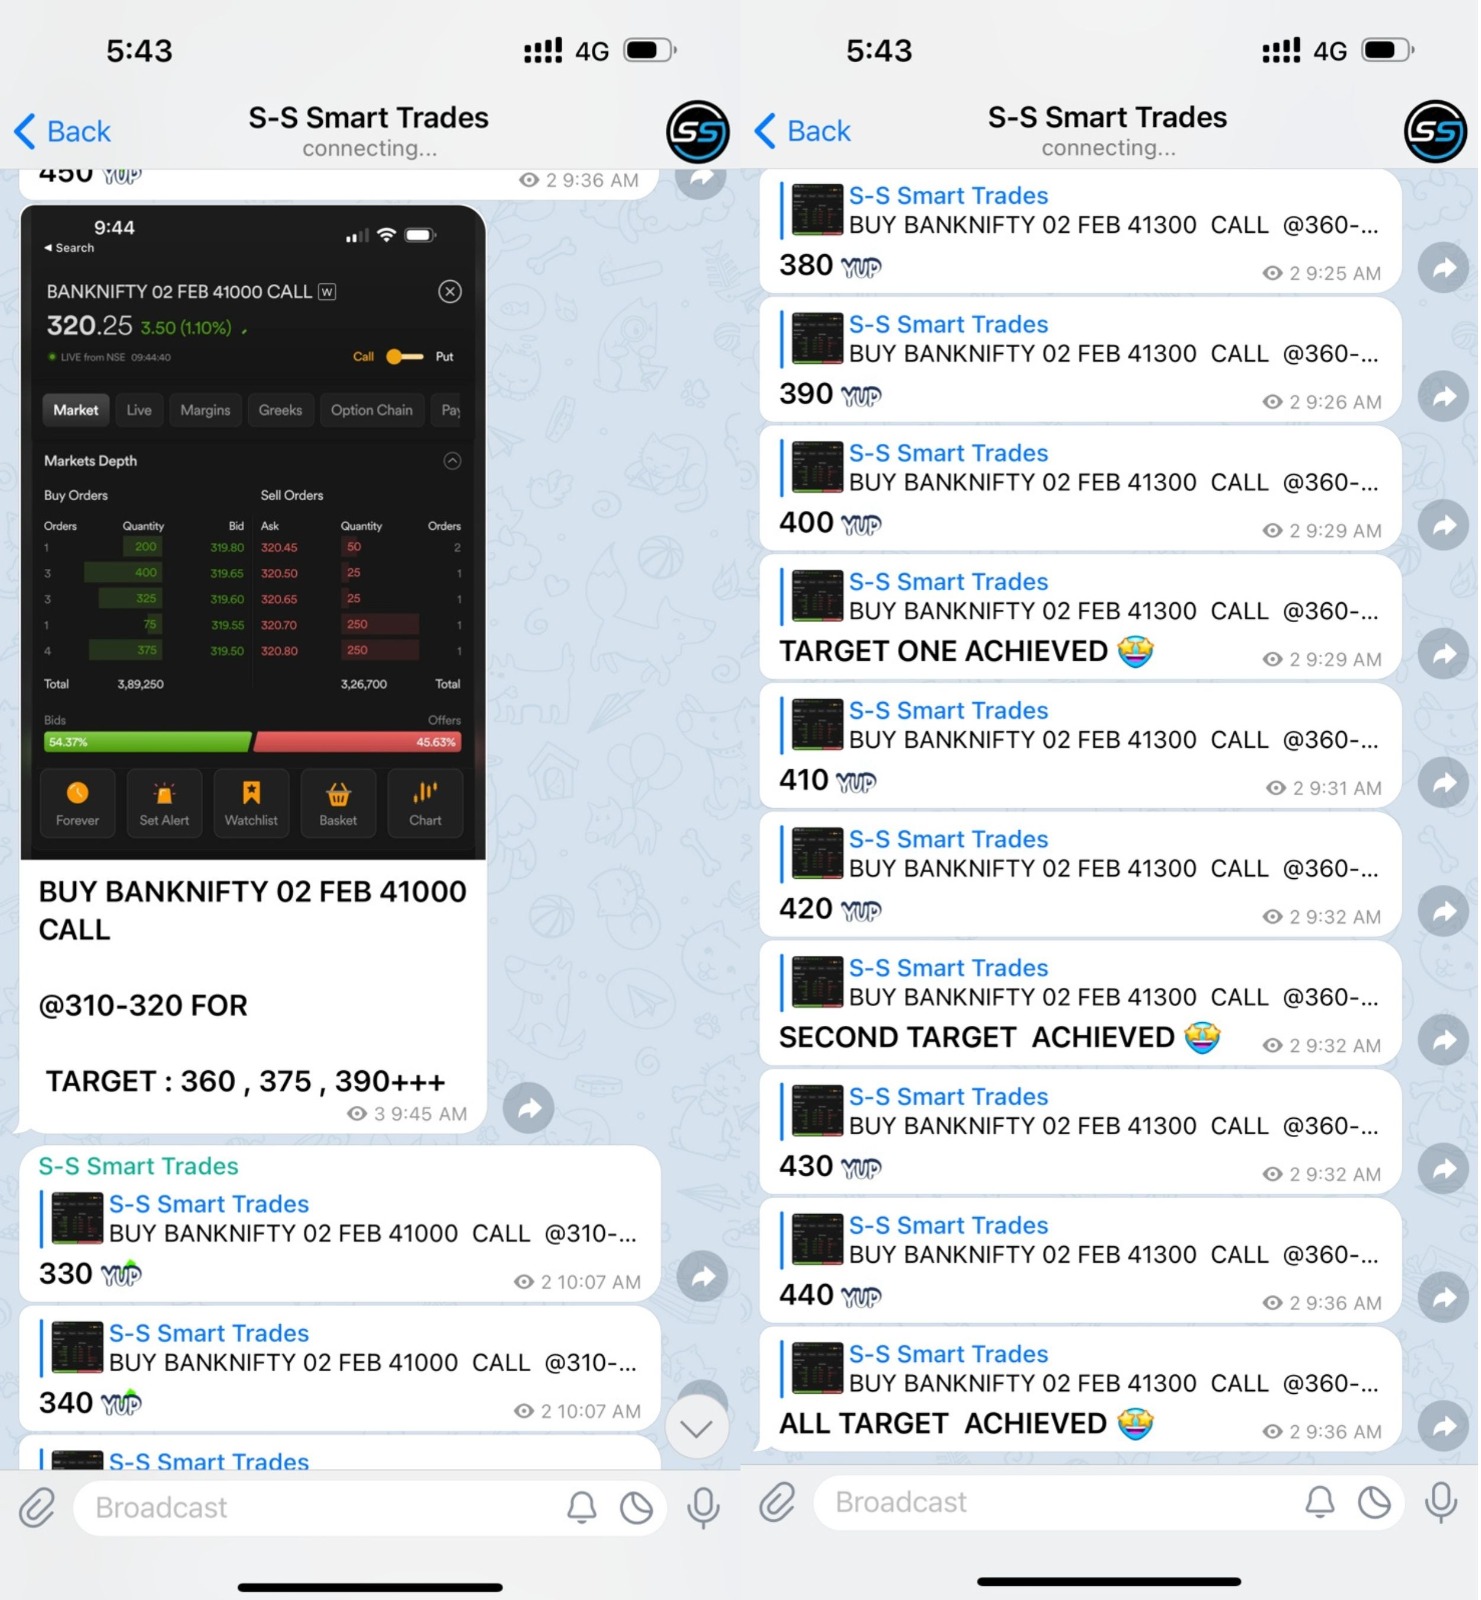 5:43
4G
Back
S-S Smart Trades
connecting...
SS
450 YUP
2 9:36 AM
9:44
Search
BANKNIFTY 02 FEB 41000 CALL W
320.25 3.50 (1.10%)
LIVE from NSE 09:44:40
Call Put
Market Live Margins Greeks Option Chain Pay
Markets Depth
Buy Orders Sell Orders
Orders Quantity Bid Ask Quantity Orders
1 200 319.80 320.45 50 2
3 400 319.65 320.50 25 1
3 325 319.60 320.65 25 1
1 75 319.55 320.70 250 1
4 375 319.50 320.80 250 1
Total 3,89,250 3,26,700 Total
Bids Offers
54.37% 45.63%
Forever Set Alert Watchlist Basket Chart
BUY BANKNIFTY 02 FEB 41000
CALL
@310-320 FOR
TARGET : 360 , 375 , 390+++
3 9:45 AM
S-S Smart Trades
S-S Smart Trades
BUY BANKNIFTY 02 FEB 41000 CALL @310-...
330 YUP
2 10:07 AM
S-S Smart Trades
BUY BANKNIFTY 02 FEB 41000 CALL @310-...
340 YUP
2 10:07 AM
S-S Smart Trades
Broadcast
5:43
4G
Back
S-S Smart Trades
connecting...
SS
S-S Smart Trades
BUY BANKNIFTY 02 FEB 41300 CALL @360-...
380 YUP
2 9:25 AM
S-S Smart Trades
BUY BANKNIFTY 02 FEB 41300 CALL @360-...
390 YUP
2 9:26 AM
S-S Smart Trades
BUY BANKNIFTY 02 FEB 41300 CALL @360-...
400 YUP
2 9:29 AM
S-S Smart Trades
BUY BANKNIFTY 02 FEB 41300 CALL @360-...
TARGET ONE ACHIEVED 🤩
2 9:29 AM
S-S Smart Trades
BUY BANKNIFTY 02 FEB 41300 CALL @360-...
410 YUP
2 9:31 AM
S-S Smart Trades
BUY BANKNIFTY 02 FEB 41300 CALL @360-...
420 YUP
2 9:32 AM
S-S Smart Trades
BUY BANKNIFTY 02 FEB 41300 CALL @360-...
SECOND TARGET ACHIEVED 🤩
2 9:32 AM
S-S Smart Trades
BUY BANKNIFTY 02 FEB 41300 CALL @360-...
430 YUP
2 9:32 AM
S-S Smart Trades
BUY BANKNIFTY 02 FEB 41300 CALL @360-...
440 YUP
2 9:36 AM
S-S Smart Trades
BUY BANKNIFTY 02 FEB 41300 CALL @360-...
ALL TARGET ACHIEVED 🤩
2 9:36 AM
Broadcast